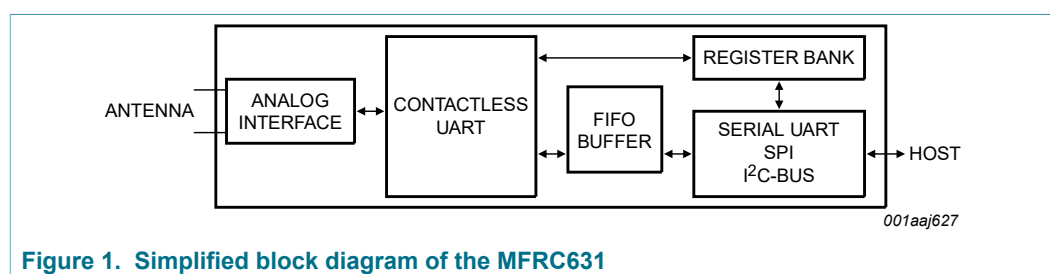 ANTENNA
ANALOG
INTERFACE
CONTACTLESS
UART
FIFO
BUFFER
REGISTER BANK
SERIAL UART
SPI
I²C-BUS
HOST
001aaj627
Figure 1. Simplified block diagram of the MFRC631